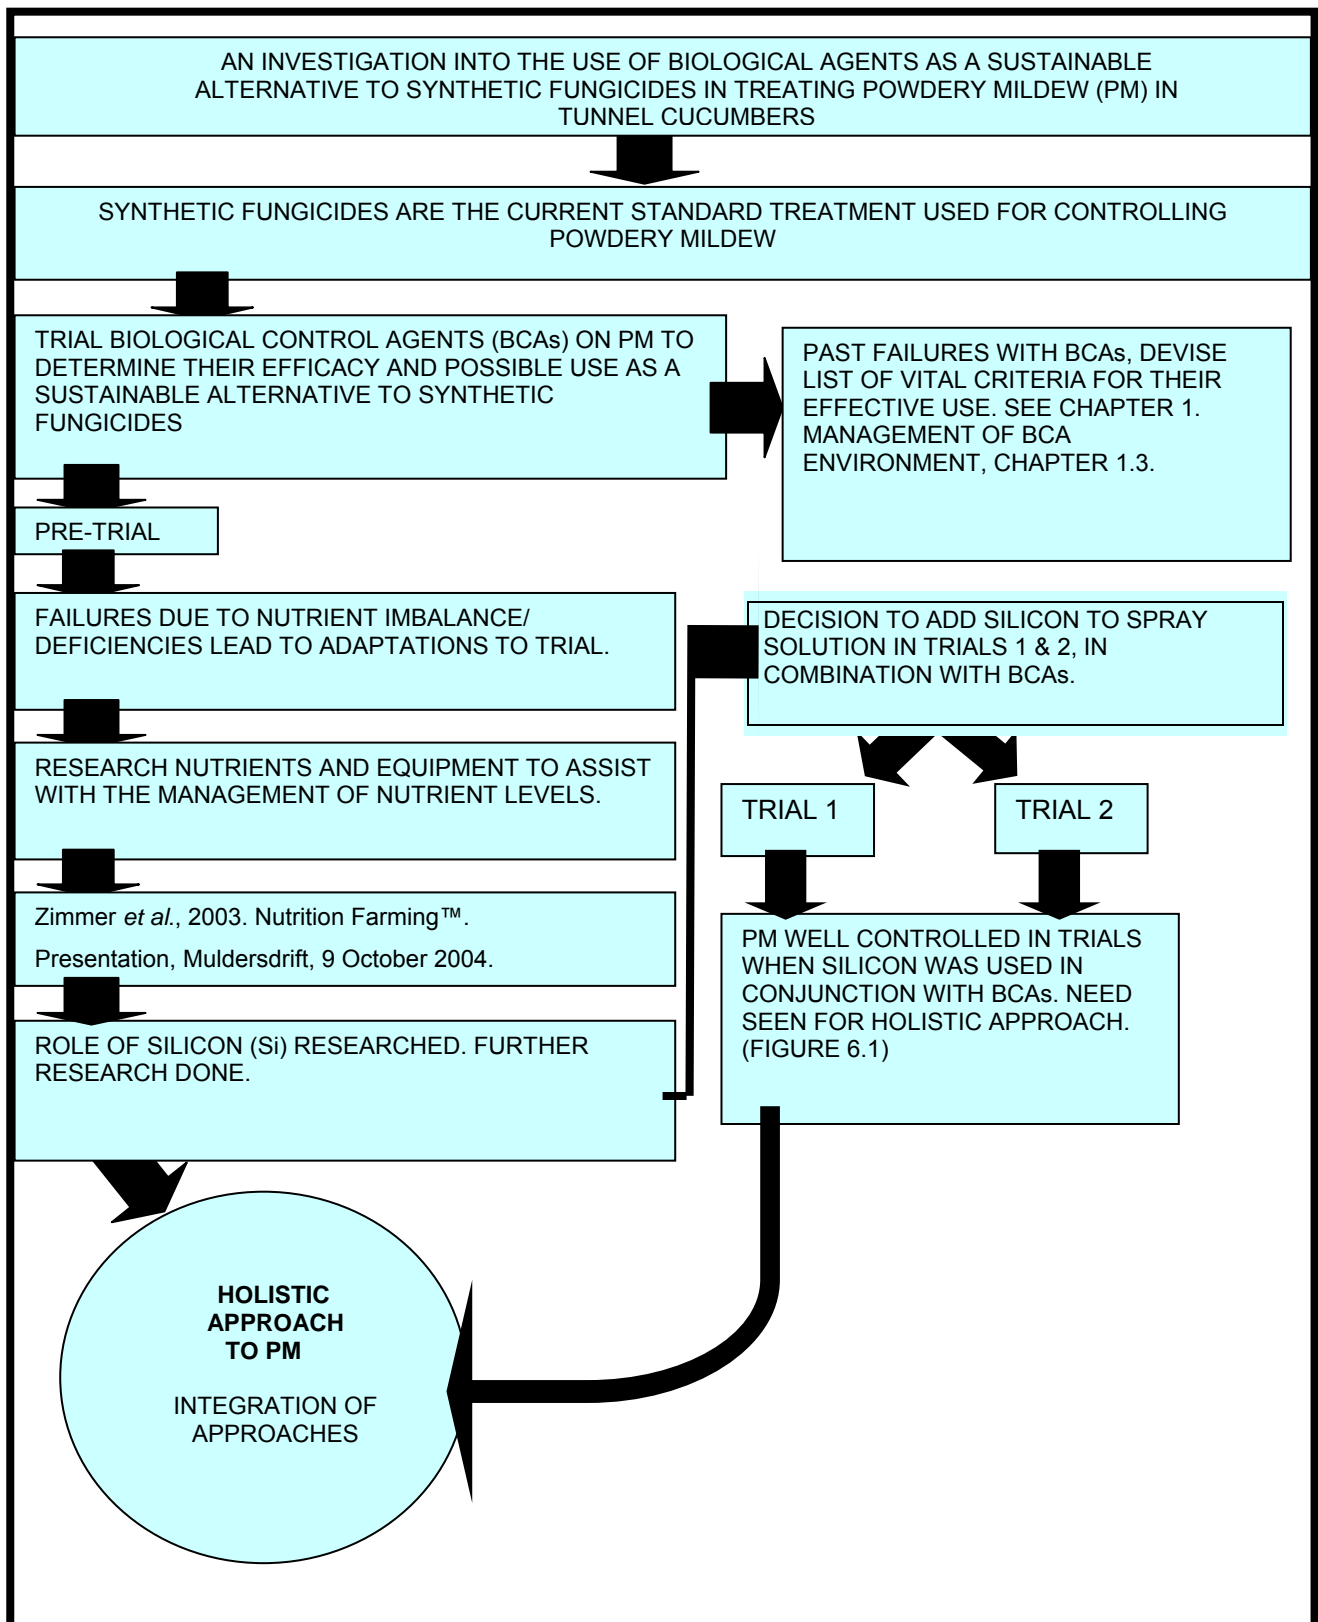 AN INVESTIGATION INTO THE USE OF BIOLOGICAL AGENTS AS A SUSTAINABLE
ALTERNATIVE TO SYNTHETIC FUNGICIDES IN TREATING POWDERY MILDEW (PM) IN
TUNNEL CUCUMBERS
SYNTHETIC FUNGICIDES ARE THE CURRENT STANDARD TREATMENT USED FOR CONTROLLING
POWDERY MILDEW
TRIAL BIOLOGICAL CONTROL AGENTS (BCAs) ON PM TO
DETERMINE THEIR EFFICACY AND POSSIBLE USE AS A
SUSTAINABLE ALTERNATIVE TO SYNTHETIC
FUNGICIDES
PAST FAILURES WITH BCAs, DEVISE
LIST OF VITAL CRITERIA FOR THEIR
EFFECTIVE USE. SEE CHAPTER 1.
MANAGEMENT OF BCA
ENVIRONMENT, CHAPTER 1.3.
PRE-TRIAL
FAILURES DUE TO NUTRIENT IMBALANCE/
DEFICIENCIES LEAD TO ADAPTATIONS TO TRIAL.
RESEARCH NUTRIENTS AND EQUIPMENT TO ASSIST
WITH THE MANAGEMENT OF NUTRIENT LEVELS.
Zimmer et al., 2003. Nutrition Farming™.
Presentation, Muldersdrift, 9 October 2004.
ROLE OF SILICON (Si) RESEARCHED. FURTHER
RESEARCH DONE.
DECISION TO ADD SILICON TO SPRAY
SOLUTION IN TRIALS 1 & 2, IN
COMBINATION WITH BCAs.
TRIAL 1
TRIAL 2
PM WELL CONTROLLED IN TRIALS
WHEN SILICON WAS USED IN
CONJUNCTION WITH BCAs. NEED
SEEN FOR HOLISTIC APPROACH.
(FIGURE 6.1)
HOLISTIC
APPROACH
TO PM
INTEGRATION OF
APPROACHES